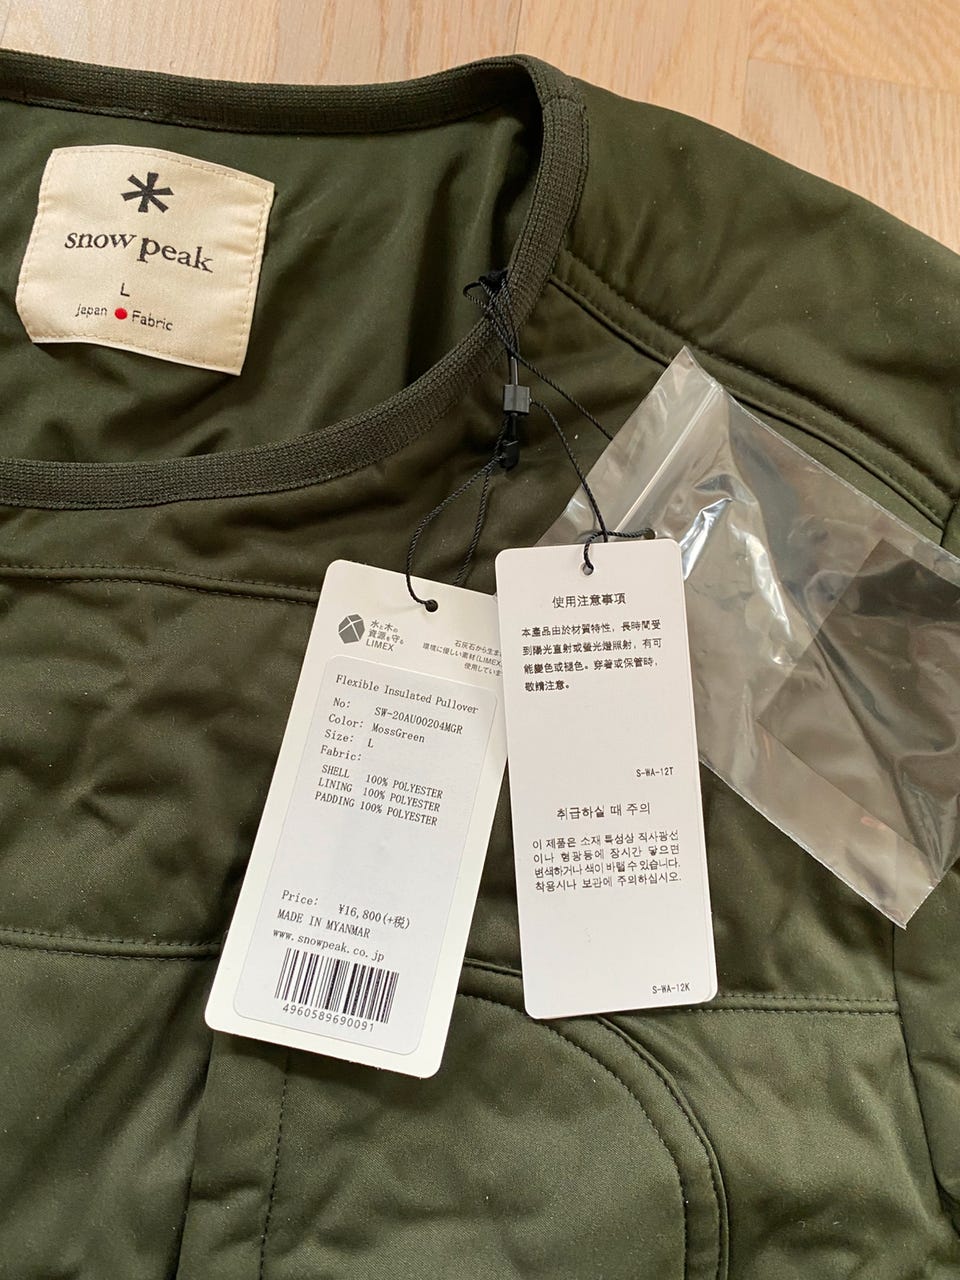 snow peak
L
Japan Fabric
水と木の
資源を守る
LIMEX
石灰石から生ま
環境に優しい素材(LIMEX)
使用していま
Flexible Insulated Pullover
No: SW-20AU00204MGR
Color: MossGreen
Size: L
Fabric:
SHELL 100% POLYESTER
LINING 100% POLYESTER
PADDING 100% POLYESTER
Price: ¥16,800(+税)
MADE IN MYANMAR
www.snowpeak.co.jp
4960589690091
使用注意事項
本產品由於材質特性，長時間受
到陽光直射或螢光燈照射，有可
能變色或褪色。穿著或保管時，
敬請注意。
S-WA-12T
취급하실 때 주의
이 제품은 소재 특성상 직사광선
이나 형광등에 장시간 닿으면
변색하거나 색이 바랠 수 있습니다.
착용시나 보관에 주의하십시오.
S-WA-12K